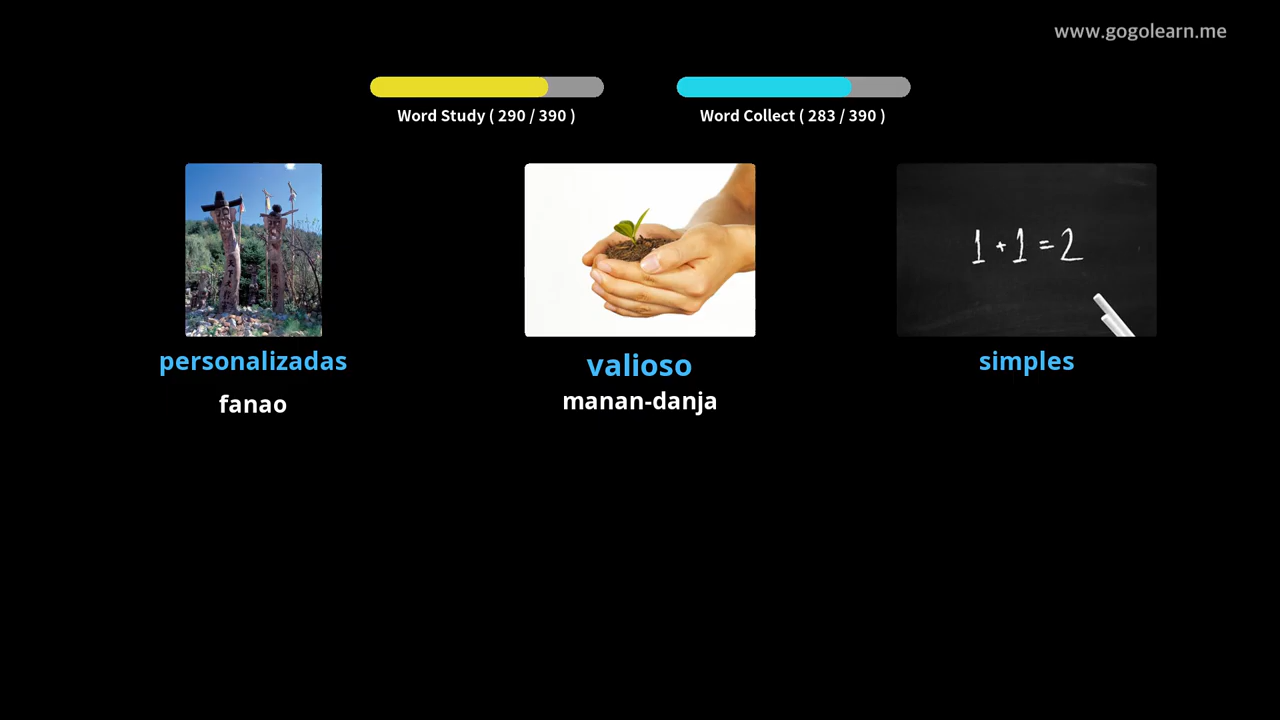 www.gogolearn.me
Word Study ( 290 / 390 )
Word Collect ( 283 / 390 )
1 + 1 = 2
personalizadas
valioso
simples
fanao
manan-danja